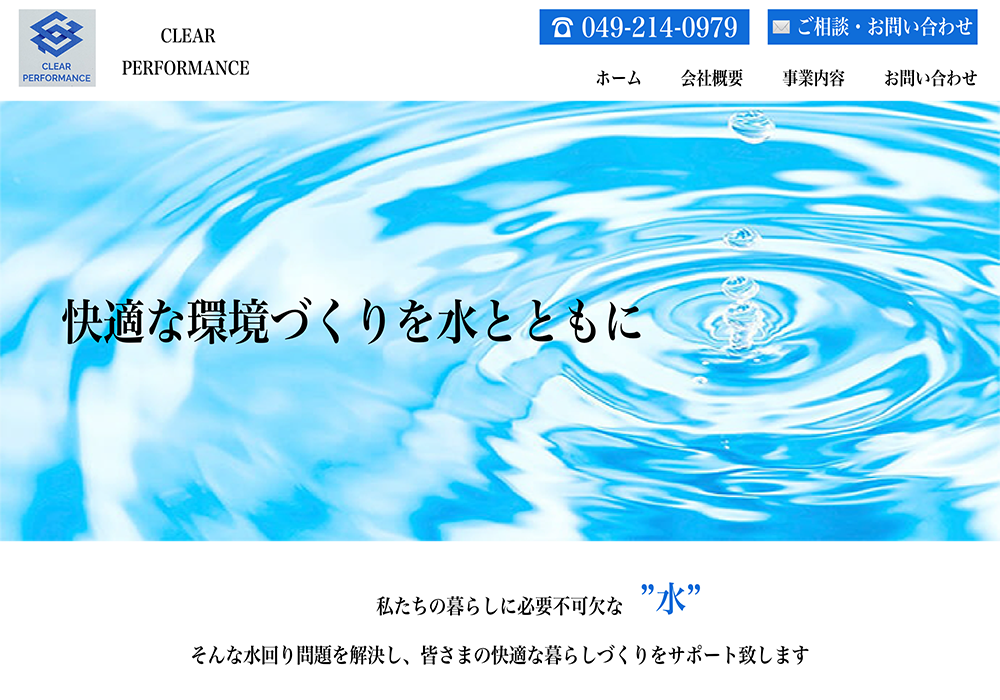 CLEAR
PERFORMANCE
CLEAR
PERFORMANCE
049-214-0979
ご相談・お問い合わせ
ホーム 会社概要 事業内容 お問い合わせ
快適な環境づくりを水とともに
私たちの暮らしに必要不可欠な ”水”
そんな水回り問題を解決し、皆さまの快適な暮らしづくりをサポート致します